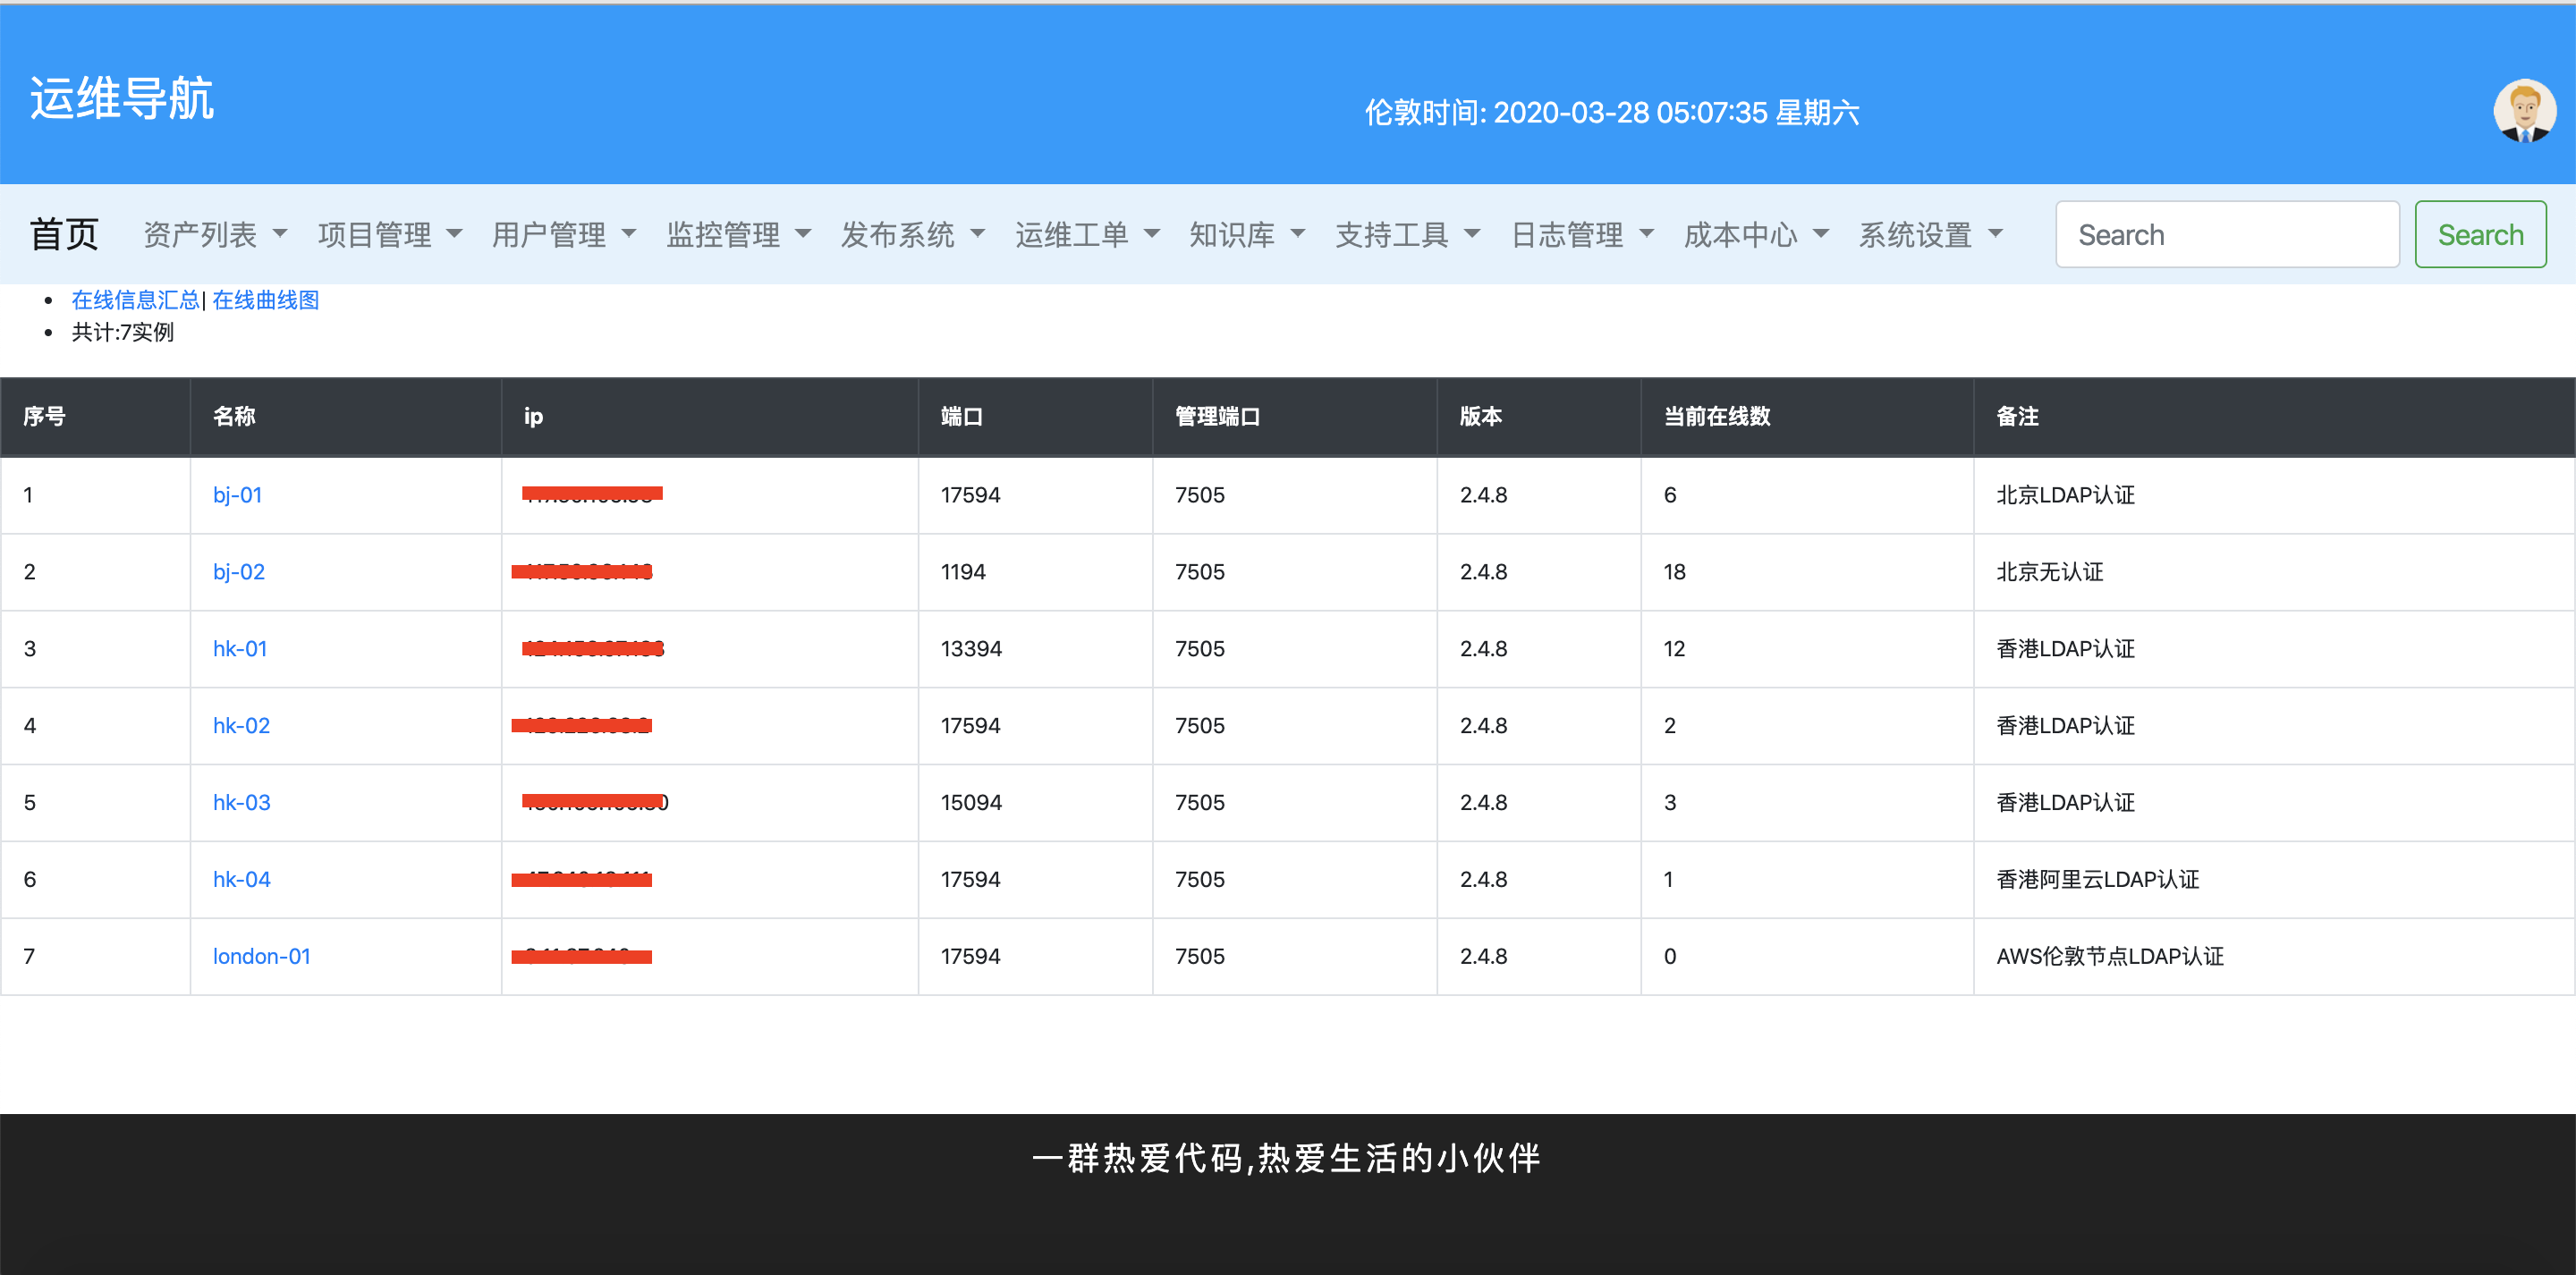 运维导航
伦敦时间: 2020-03-28 05:07:35 星期六
首页 资产列表 项目管理 用户管理 监控管理 发布系统 运维工单 知识库 支持工具 日志管理 成本中心 系统设置 Search Search
在线信息汇总| 在线曲线图
共计:7实例
序号 名称 ip 端口 管理端口 版本 当前在线数 备注
1 bj-01 17594 7505 2.4.8 6 北京LDAP认证
2 bj-02 1194 7505 2.4.8 18 北京无认证
3 hk-01 13394 7505 2.4.8 12 香港LDAP认证
4 hk-02 17594 7505 2.4.8 2 香港LDAP认证
5 hk-03 15094 7505 2.4.8 3 香港LDAP认证
6 hk-04 17594 7505 2.4.8 1 香港阿里云LDAP认证
7 london-01 17594 7505 2.4.8 0 AWS伦敦节点LDAP认证
一群热爱代码,热爱生活的小伙伴